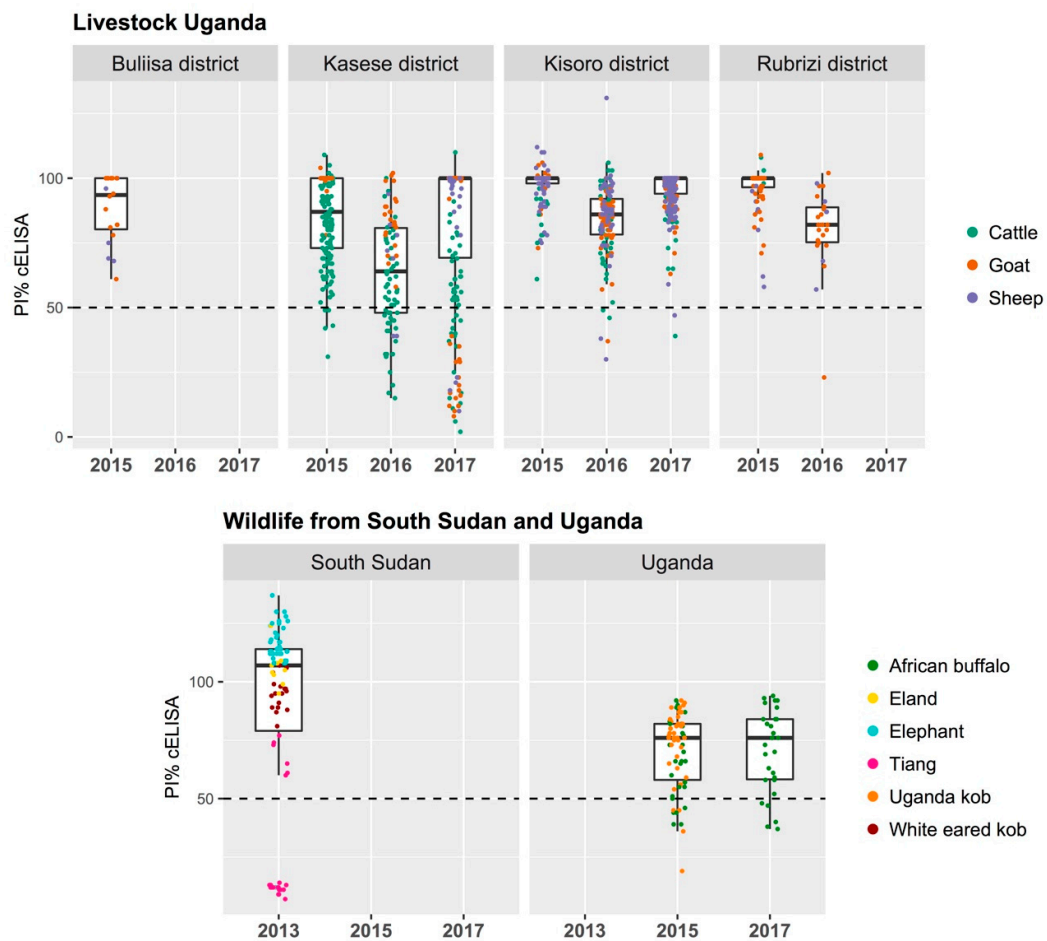 Livestock Uganda
Buliisa district Kasese district Kisoro district Rubrizi district
PI% cELISA
100
50
0
2015 2016 2017 2015 2016 2017 2015 2016 2017 2015 2016 2017
Cattle
Goat
Sheep
Wildlife from South Sudan and Uganda
South Sudan Uganda
PI% cELISA
100
50
2013 2015 2017 2013 2015 2017
African buffalo
Eland
Elephant
Tiang
Uganda kob
White eared kob